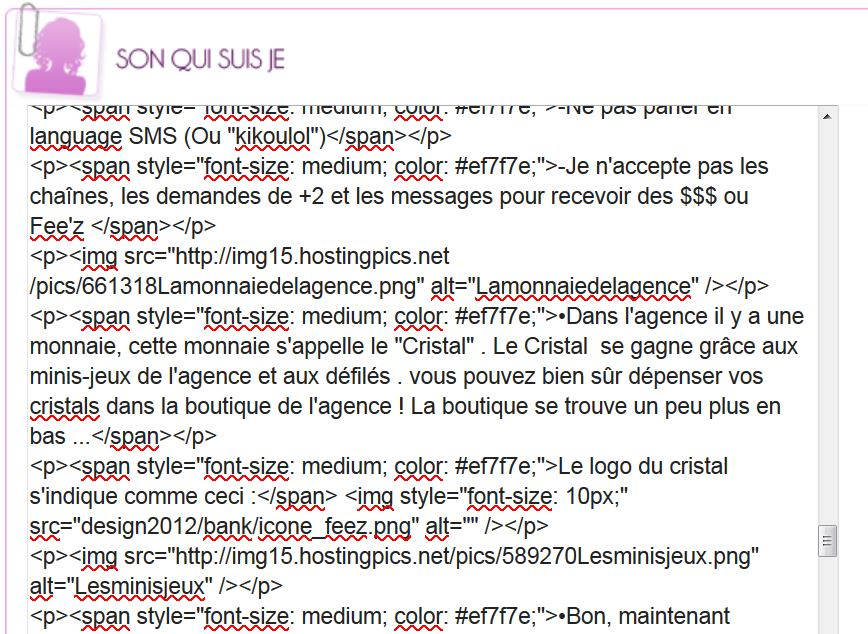 SON QUI SUIS JE
<p><span style="font-size: medium; color: #ef7f7e;">-Ne pas parler en
language SMS (Ou "kikoulol")</span></p>
<p><span style="font-size: medium; color: #ef7f7e;">-Je n'accepte pas les
chaînes, les demandes de +2 et les messages pour recevoir des $$$ ou
Fee'z </span></p>
<p><img src="http://img15.hostingpics.net
/pics/661318Lamonnaiedelagence.png" alt="Lamonnaiedelagence" /></p>
<p><span style="font-size: medium; color: #ef7f7e;">•Dans l'agence il y a une
monnaie, cette monnaie s'appelle le "Cristal" . Le Cristal  se gagne grâce aux
minis-jeux de l'agence et aux défilés . vous pouvez bien sûr dépenser vos
cristals dans la boutique de l'agence ! La boutique se trouve un peu plus en
bas ...</span></p>
<p><span style="font-size: medium; color: #ef7f7e;">Le logo du cristal
s'indique comme ceci :</span> <img style="font-size: 10px;"
src="design2012/bank/icone_feez.png" alt="" /></p>
<p><img src="http://img15.hostingpics.net/pics/589270Lesminisjeux.png"
alt="Lesminisjeux" /></p>
<p><span style="font-size: medium; color: #ef7f7e;">•Bon, maintenant